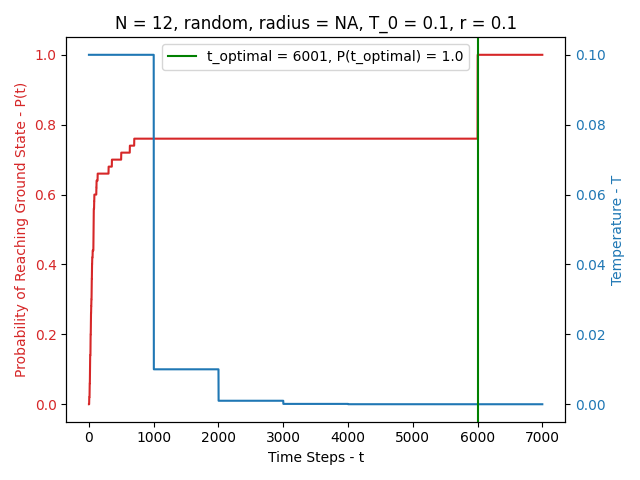 N = 12, random, radius = NA, T_0 = 0.1, r = 0.1
t_optimal = 6001, P(t_optimal) = 1.0
Probability of Reaching Ground State - P(t)
1.0
0.8
0.6
0.4
0.2
0.0
0.10
0.08
0.06
0.04
0.02
0.00
Temperature - T
0 1000 2000 3000 4000 5000 6000 7000
Time Steps - t